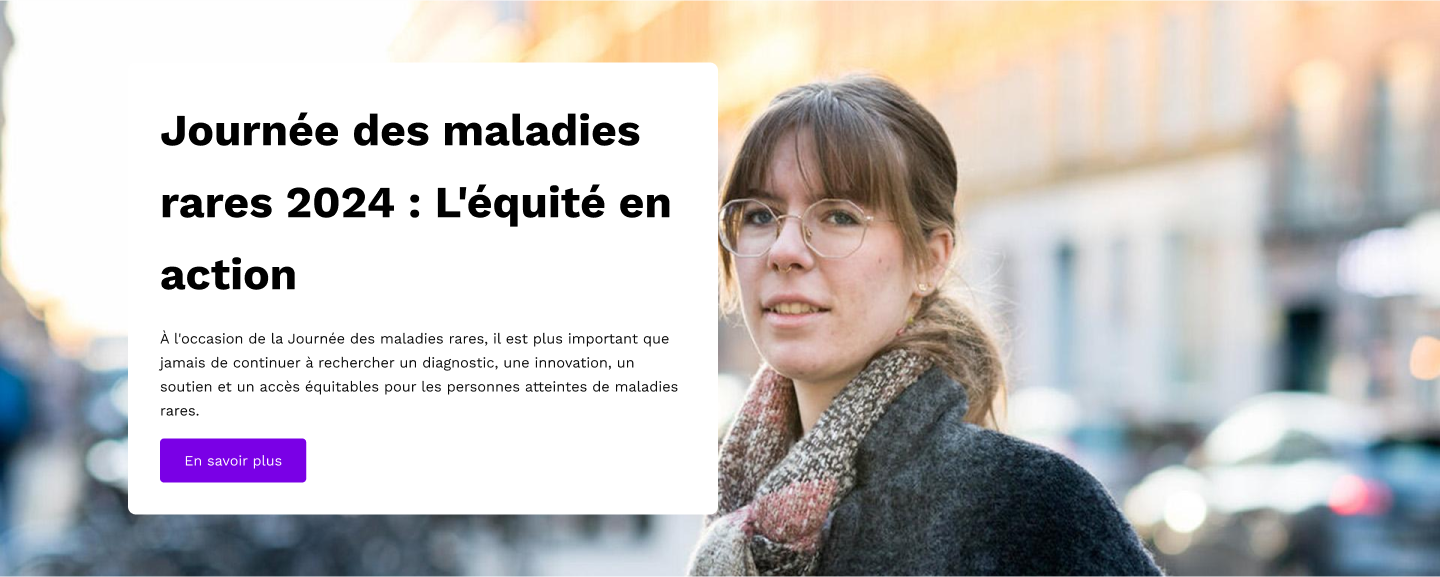 Journée des maladies
rares 2024 : L'équité en
action
À l'occasion de la Journée des maladies rares, il est plus important que
jamais de continuer à rechercher un diagnostic, une innovation, un
soutien et un accès équitables pour les personnes atteintes de maladies
rares.
En savoir plus